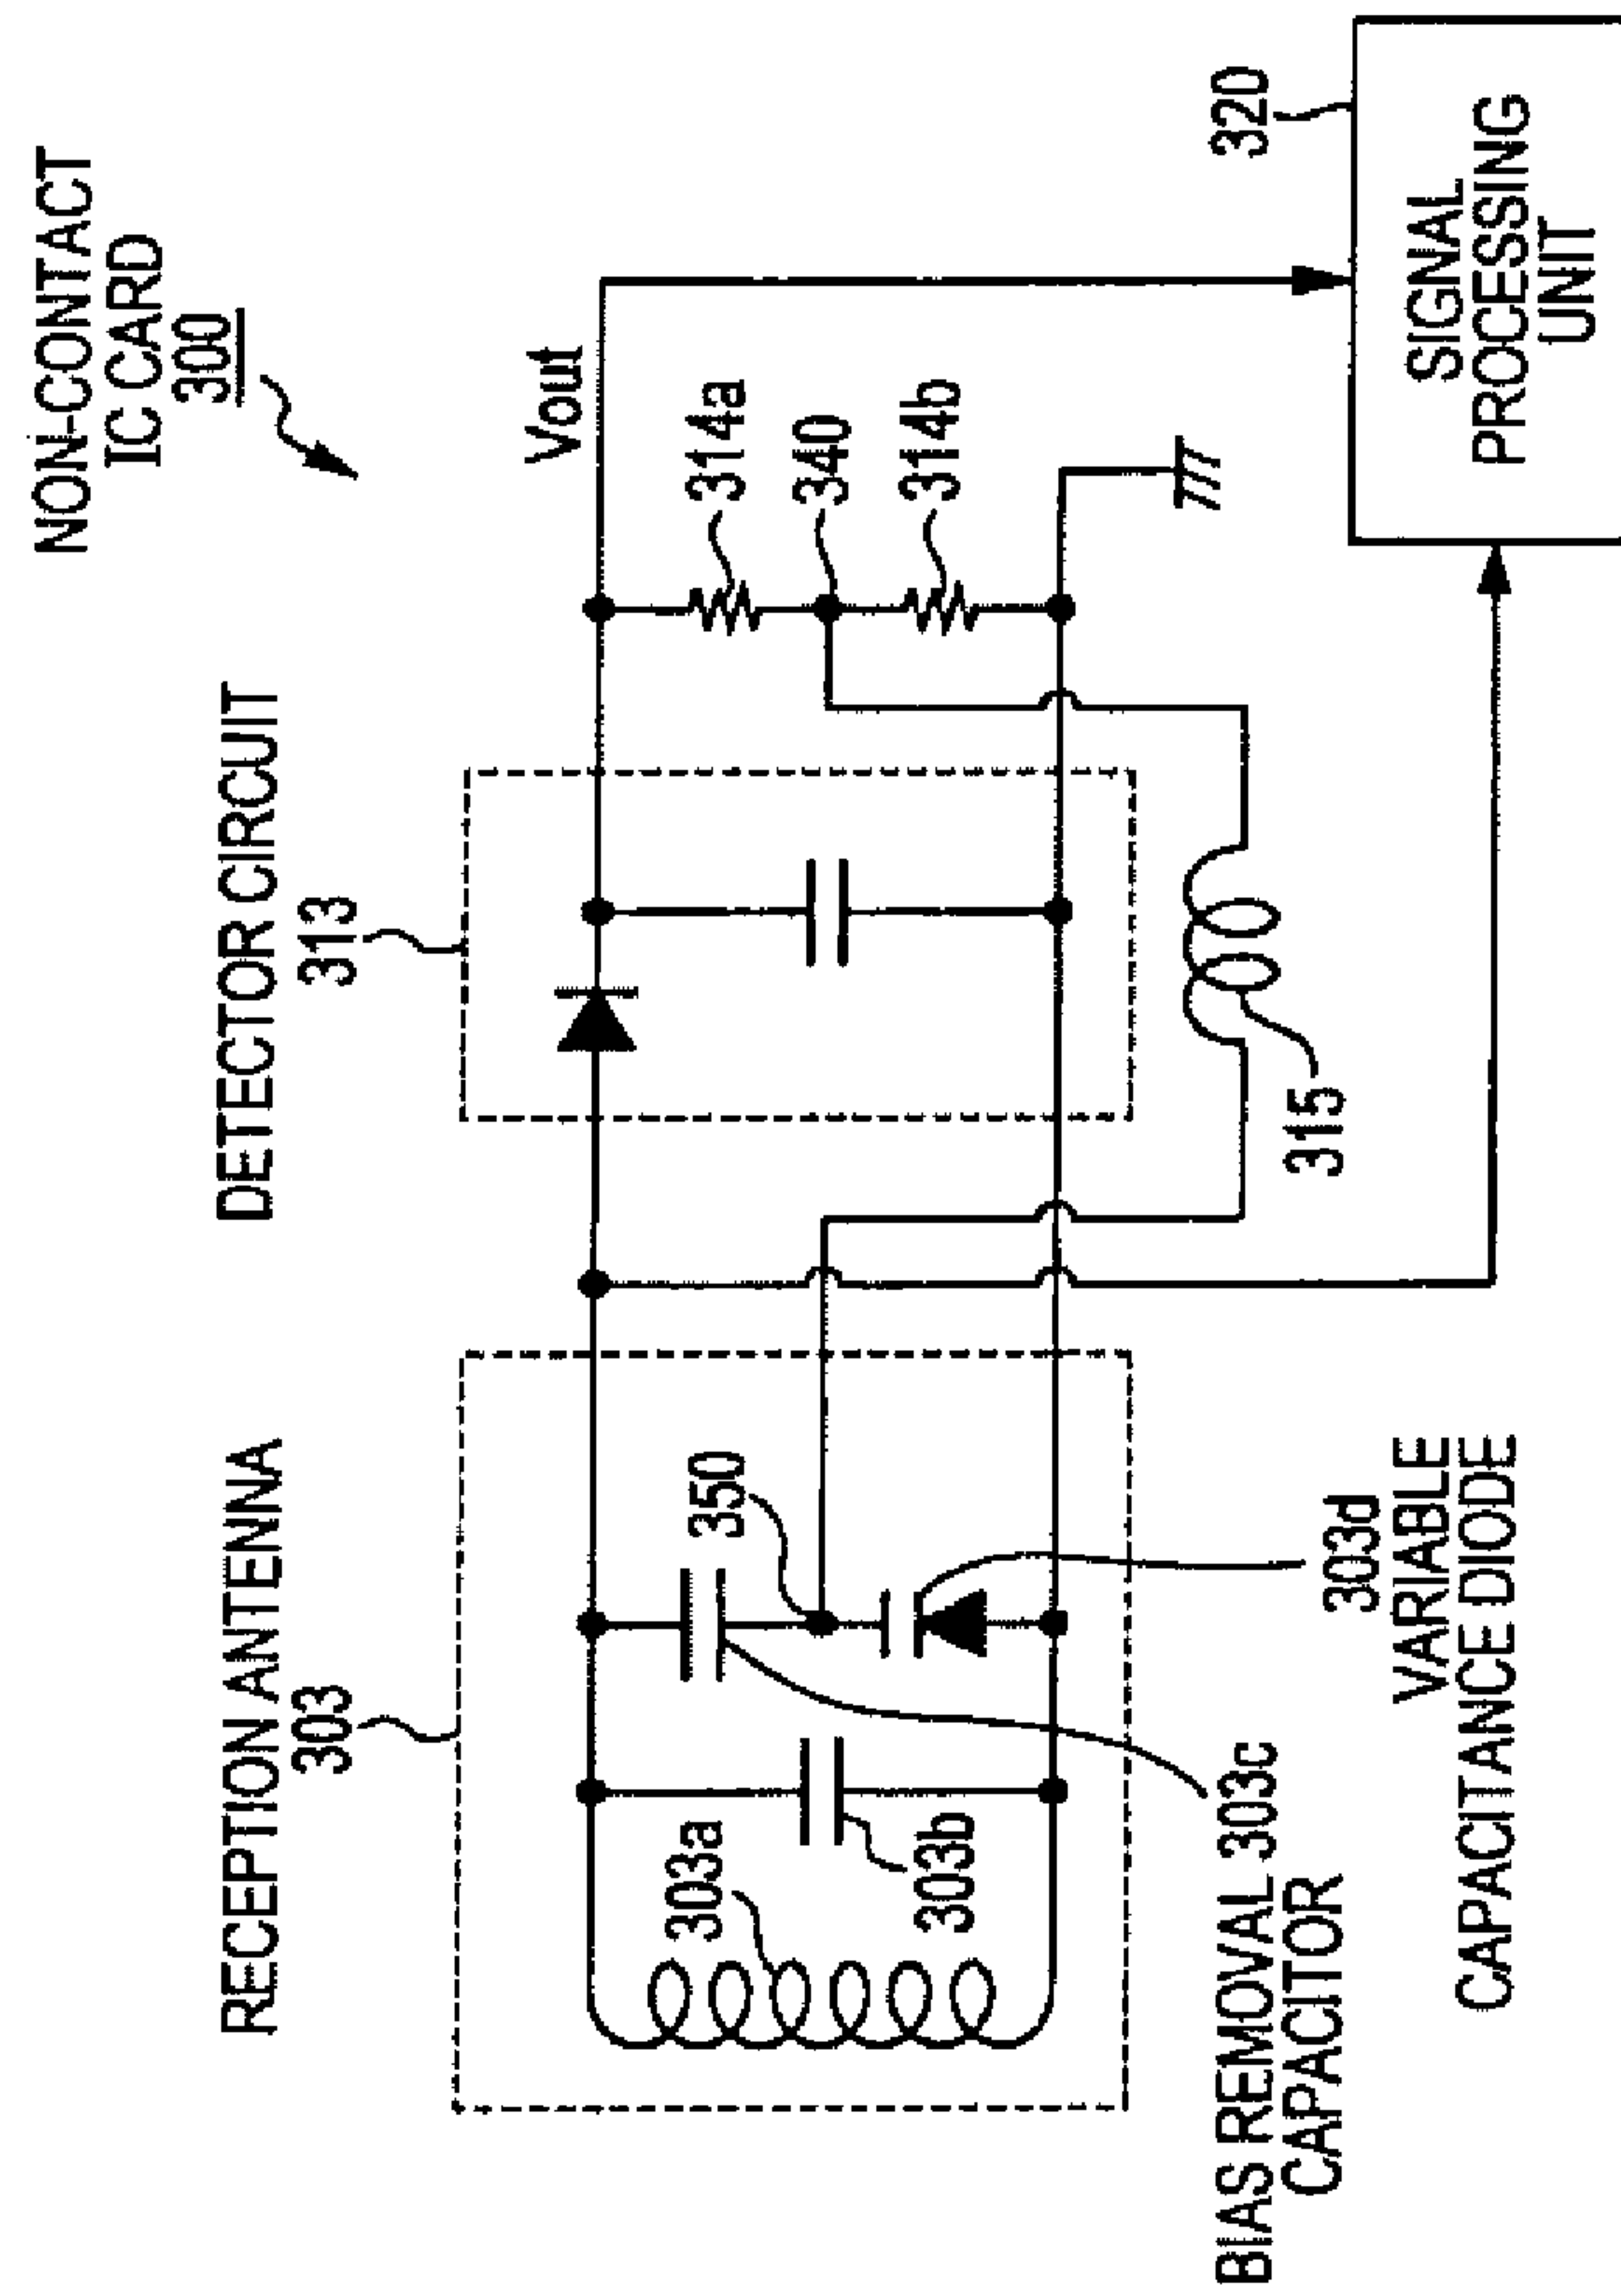 NON-CONTACT
IC CARD
300
RECEPTION ANTENNA
303
DETECTOR CIRCUIT
313
Vout
303a
303b
350
314a
340
314b
315
320
SIGNAL
PROCESSING
UNIT
BIAS REMOVAL 303c
CAPACITOR
303d
VARIABLE
CAPACITANCE DIODE